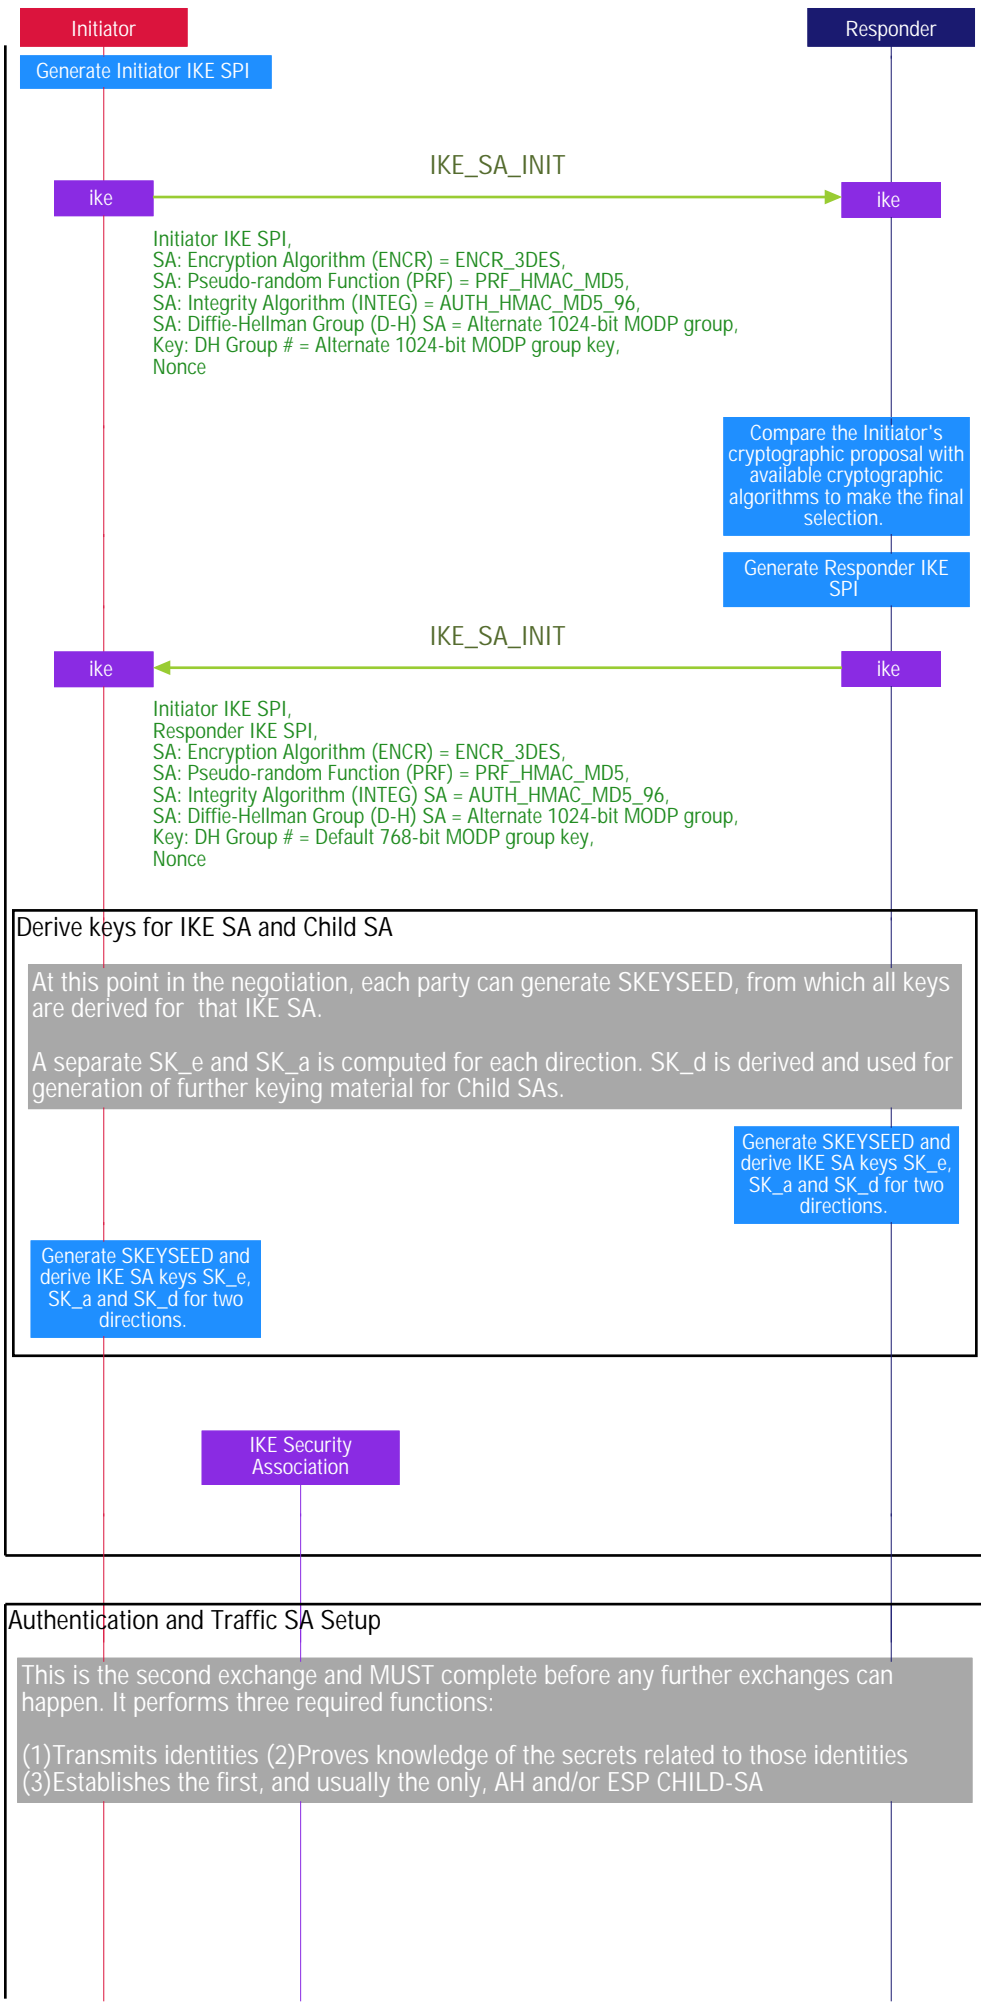 Initiator
Responder
Generate Initiator IKE SPI
IKE_SA_INIT
ike
ike
Initiator IKE SPI,
SA: Encryption Algorithm (ENCR) = ENCR_3DES,
SA: Pseudo-random Function (PRF) = PRF_HMAC_MD5,
SA: Integrity Algorithm (INTEG) = AUTH_HMAC_MD5_96,
SA: Diffie-Hellman Group (D-H) SA = Alternate 1024-bit MODP group,
Key: DH Group # = Alternate 1024-bit MODP group key,
Nonce
Compare the Initiator's
cryptographic proposal with
available cryptographic
algorithms to make the final
selection.
Generate Responder IKE
SPI
IKE_SA_INIT
ike
ike
Initiator IKE SPI,
Responder IKE SPI,
SA: Encryption Algorithm (ENCR) = ENCR_3DES,
SA: Pseudo-random Function (PRF) = PRF_HMAC_MD5,
SA: Integrity Algorithm (INTEG) SA = AUTH_HMAC_MD5_96,
SA: Diffie-Hellman Group (D-H) SA = Alternate 1024-bit MODP group,
Key: DH Group # = Default 768-bit MODP group key,
Nonce
Derive keys for IKE SA and Child SA
At this point in the negotiation, each party can generate SKEYSEED, from which all keys
are derived for  that IKE SA.
A separate SK_e and SK_a is computed for each direction. SK_d is derived and used for
generation of further keying material for Child SAs.
Generate SKEYSEED and
derive IKE SA keys SK_e,
SK_a and SK_d for two
directions.
Generate SKEYSEED and
derive IKE SA keys SK_e,
SK_a and SK_d for two
directions.
IKE Security
Association
Authentication and Traffic SA Setup
This is the second exchange and MUST complete before any further exchanges can
happen. It performs three required functions:
(1)Transmits identities (2)Proves knowledge of the secrets related to those identities
(3)Establishes the first, and usually the only, AH and/or ESP CHILD-SA